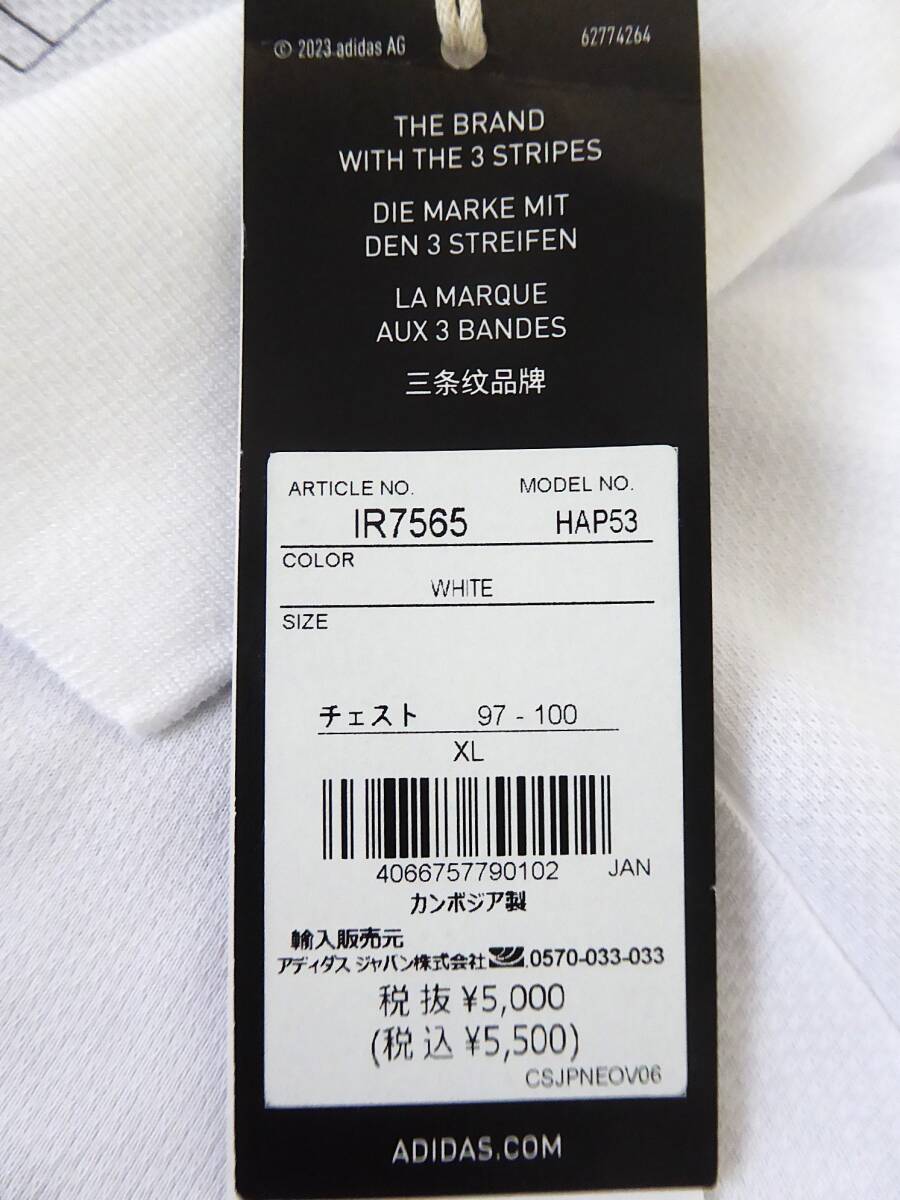 © 2023 adidas AG 62774264
THE BRAND
WITH THE 3 STRIPES
DIE MARKE MIT
DEN 3 STREIFEN
LA MARQUE
AUX 3 BANDES
三条纹品牌
ARTICLE NO. MODEL NO.
IR7565 HAP53
COLOR
WHITE
SIZE
チェスト 97 - 100
XL
4066757790102 JAN
カンボジア製
輸入販売元
アディダス ジャパン株式会社 .0570-033-033
税 抜 ¥5,000
(税 込 ¥5,500)
CSJPNEOV06
ADIDAS.COM